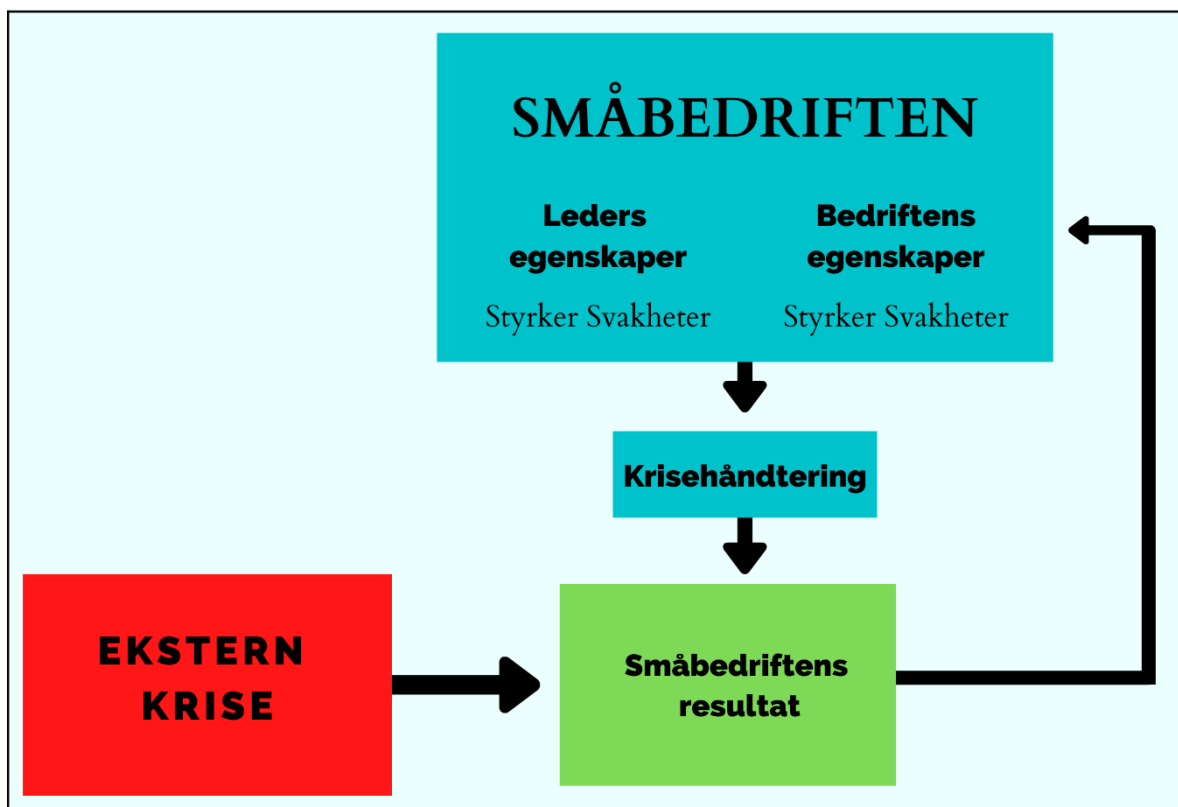 SMÅBEDRIFTEN
Leders
egenskaper
Styrker Svakheter
Bedriftens
egenskaper
Styrker Svakheter
Krisehåndtering
EKSTERN
KRISE
Småbedriftens
resultat